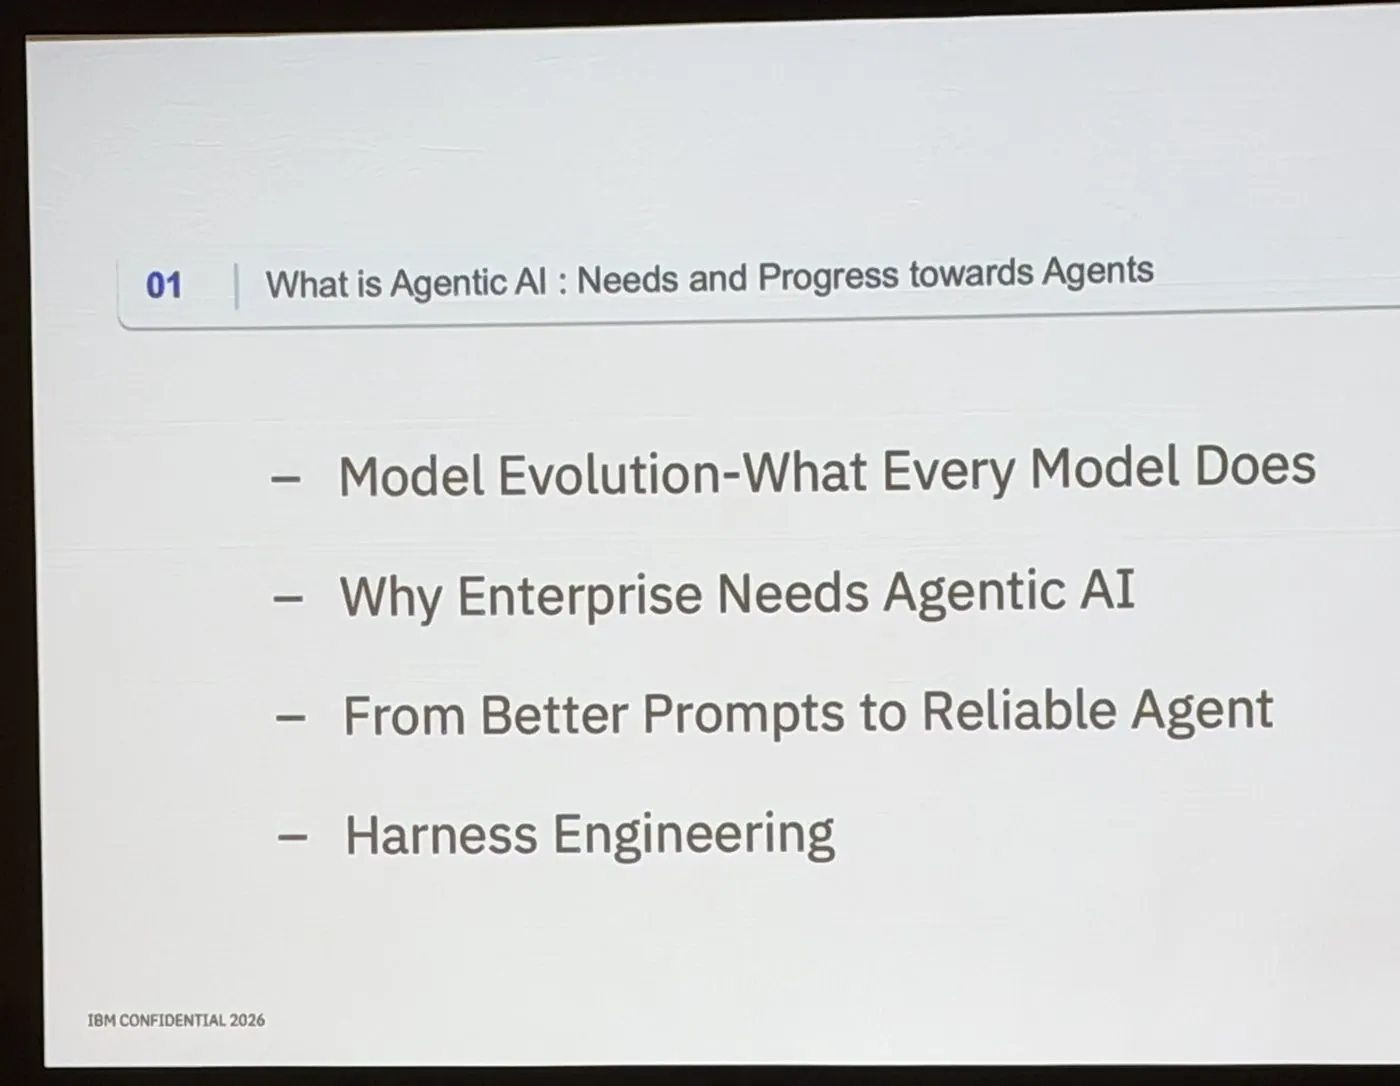 01 | What is Agentic AI : Needs and Progress towards Agents
– Model Evolution-What Every Model Does
– Why Enterprise Needs Agentic AI
– From Better Prompts to Reliable Agent
– Harness Engineering
IBM CONFIDENTIAL 2026